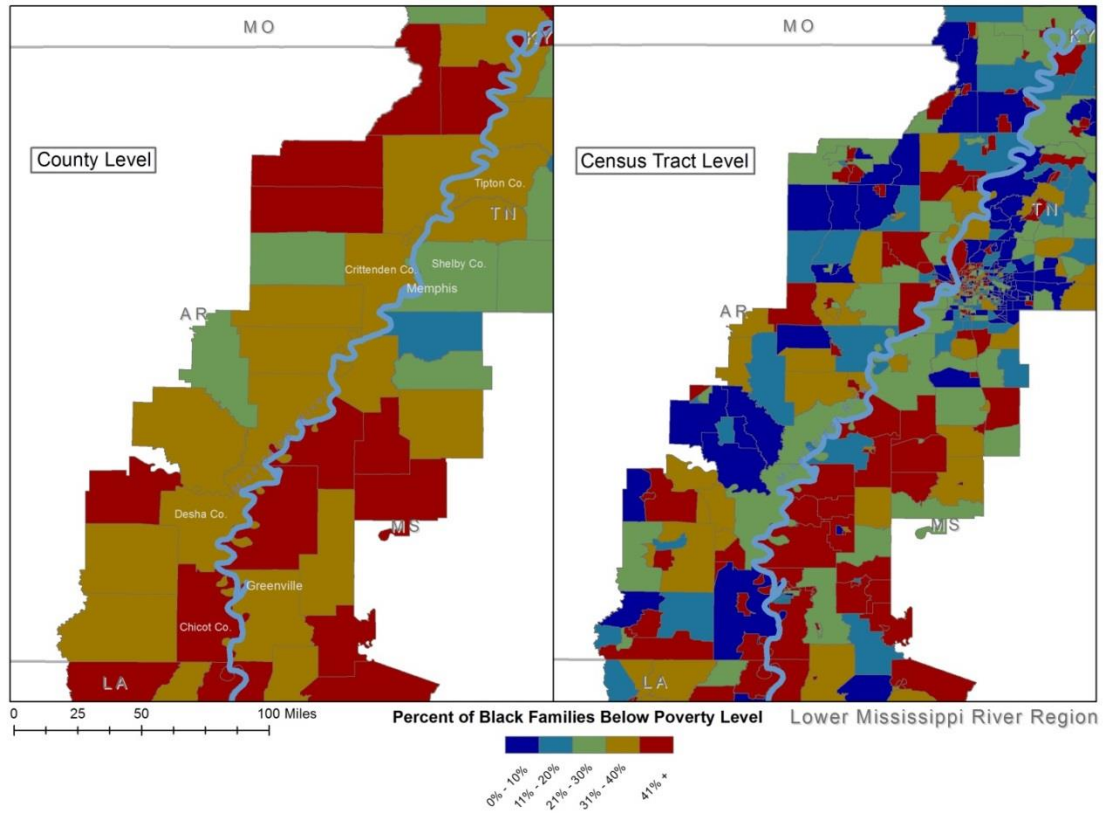 MO
KY
County Level
Tipton Co.
TN
Shelby Co.
Crittenden Co.
Memphis
AR
Desha Co.
MS
Greenville
Chicot Co.
LA
MO
KY
Census Tract Level
TN
AR
MS
LA
0 25 50 100 Miles
Percent of Black Families Below Poverty Level
Lower Mississippi River Region
0% - 10%
11% - 20%
21% - 30%
31% - 40%
41% +